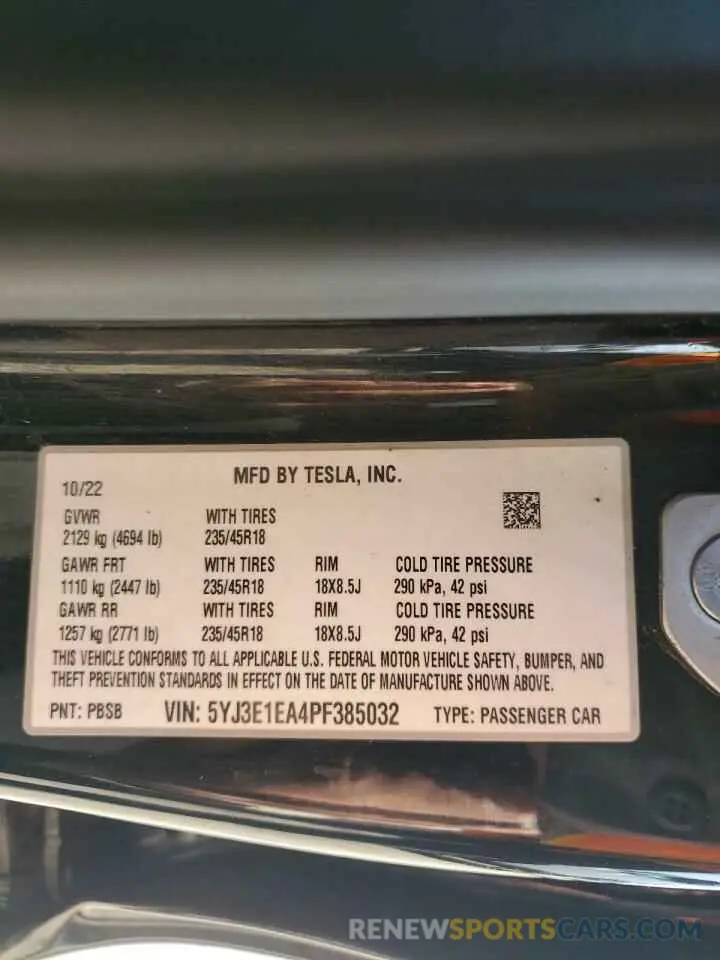 MFD BY TESLA, INC.
10/22
GVWR WITH TIRES
2129 kg (4694 lb) 235/45R18
GAWR FRT WITH TIRES RIM COLD TIRE PRESSURE
1110 kg (2447 lb) 235/45R18 18X8.5J 290 kPa, 42 psi
GAWR RR WITH TIRES RIM COLD TIRE PRESSURE
1257 kg (2771 lb) 235/45R18 18X8.5J 290 kPa, 42 psi
THIS VEHICLE CONFORMS TO ALL APPLICABLE U.S. FEDERAL MOTOR VEHICLE SAFETY, BUMPER, AND
THEFT PREVENTION STANDARDS IN EFFECT ON THE DATE OF MANUFACTURE SHOWN ABOVE.
PNT: PBSB VIN: 5YJ3E1EA4PF385032 TYPE: PASSENGER CAR
RENEWSPORTSCARS.COM